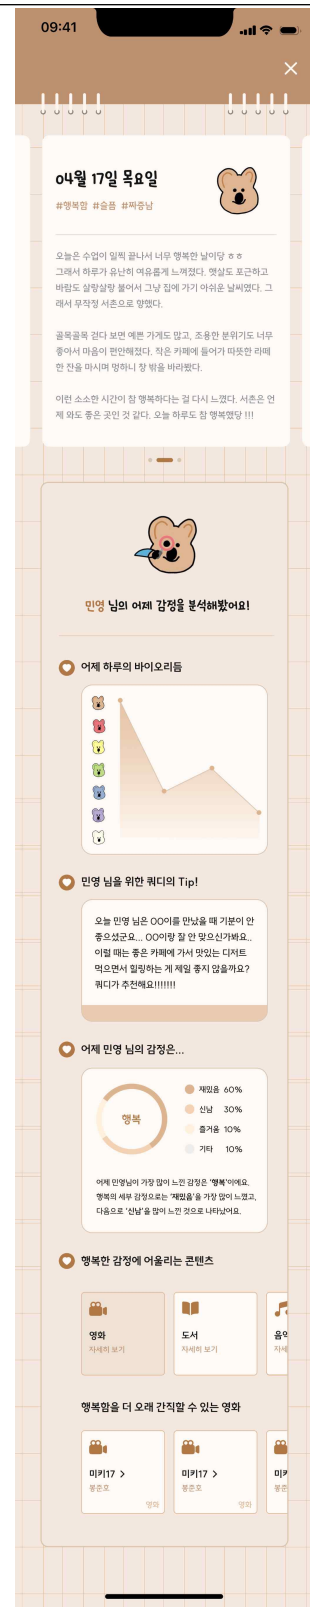 09:41
04월 17일 목요일
#행복함 #슬픔 #짜증남
오늘은 수업이 일찍 끝나서 너무 행복한 날이당 ㅎㅎ
그래서 하루가 유난히 여유롭게 느껴졌다. 햇살도 포근하고
바람도 살랑살랑 불어서 그냥 집에 가기 아쉬운 날씨였다. 그
래서 무작정 서촌으로 향했다.
골목골목 걷다 보면 예쁜 가게도 많고, 조용한 분위기도 너무
좋아서 마음이 편안해졌다. 작은 카페에 들어가 따뜻한 라떼
한 잔을 마시며 멍하니 창 밖을 바라봤다.
이런 소소한 시간이 참 행복하다는 걸 다시 느꼈다. 서촌은 언
제 와도 좋은 곳인 것 같다. 오늘 하루도 참 행복했당 !!!
민영 님의 어제 감정을 분석해봤어요!
어제 하루의 바이오리듬
민영 님을 위한 쿼디의 Tip!
오늘 민영 님은 OO이를 만났을 때 기분이 안
좋으셨군요... OO이랑 잘 안 맞으신가봐요..
이럴 때는 좋은 카페에 가서 맛있는 디저트
먹으면서 힐링하는 게 제일 좋지 않을까요?
쿼디가 추천해요!!!!!!!
어제 민영 님의 감정은...
행복
재밌음 60%
신남 30%
즐거움 10%
기타 10%
어제 민영님이 가장 많이 느낀 감정은 '행복'이에요.
행복의 세부 감정으로는 '재밌음'을 가장 많이 느꼈고,
다음으로 '신남'을 많이 느낀 것으로 나타났어요.
행복한 감정에 어울리는 콘텐츠
영화 도서 음악
자세히 보기 자세히 보기 자세
행복함을 더 오래 간직할 수 있는 영화
미키17 > 미키17 > 미키
봉준호 봉준호 봉준
영화 영화